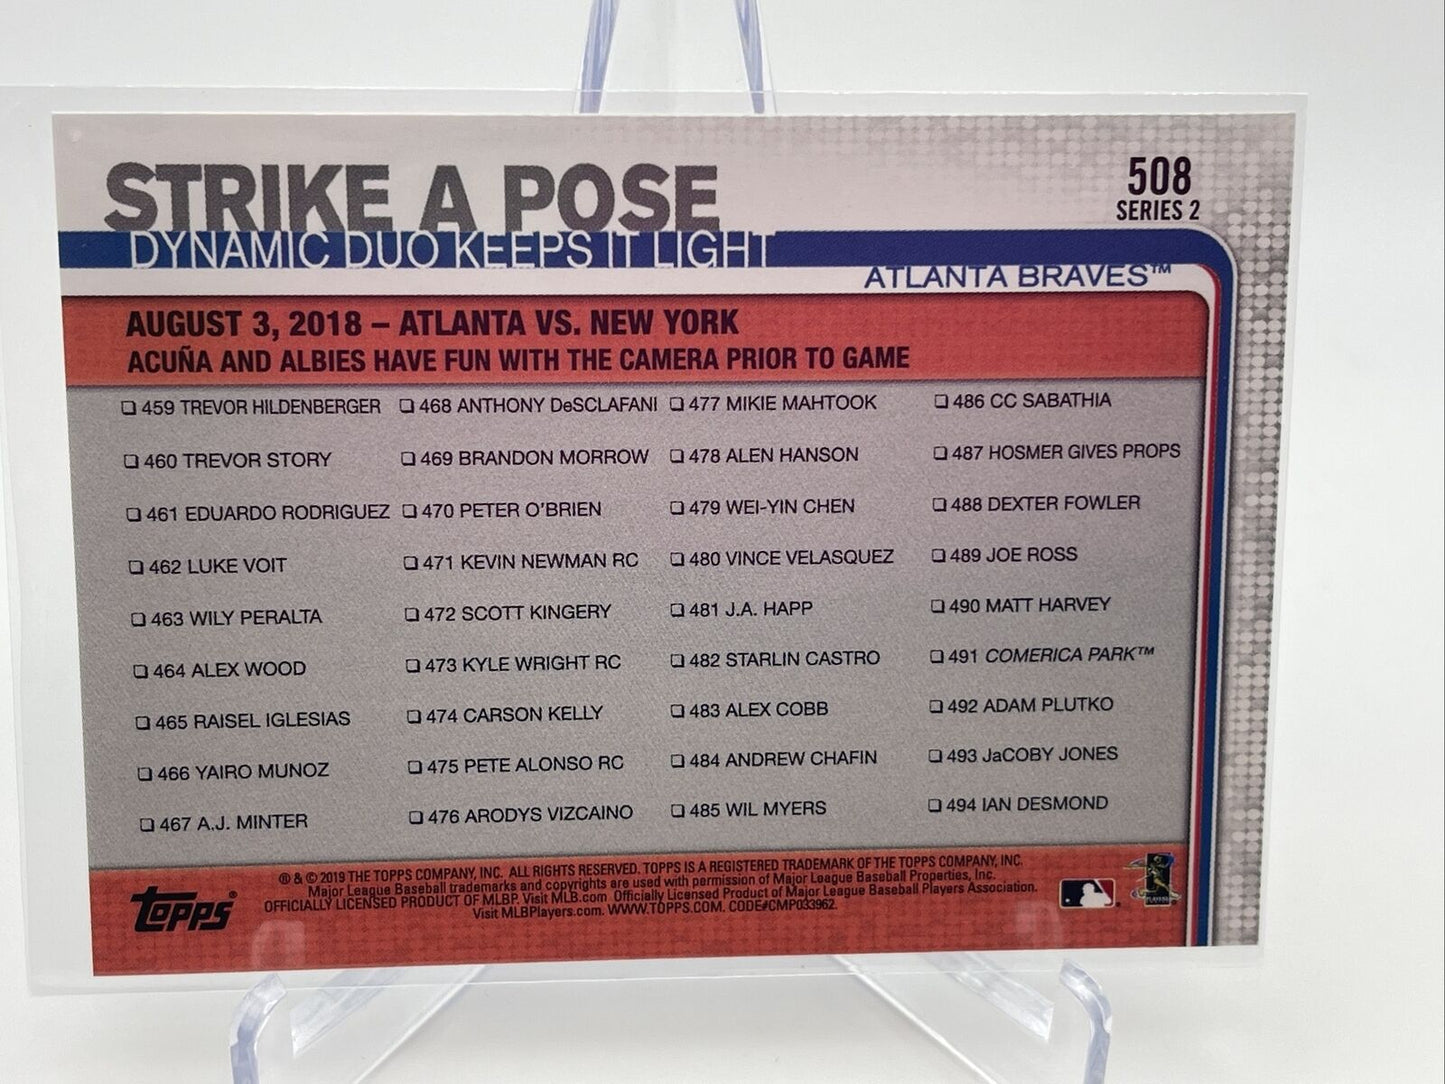 STRIKE A POSE
508
SERIES 2
DYNAMIC DUO KEEPS IT LIGHT
ATLANTA BRAVES™
AUGUST 3, 2018 – ATLANTA VS. NEW YORK
ACUÑA AND ALBIES HAVE FUN WITH THE CAMERA PRIOR TO GAME
❏ 459 TREVOR HILDENBERGER
❏ 460 TREVOR STORY
❏ 461 EDUARDO RODRIGUEZ
❏ 462 LUKE VOIT
❏ 463 WILY PERALTA
❏ 464 ALEX WOOD
❏ 465 RAISEL IGLESIAS
❏ 466 YAIRO MUNOZ
❏ 467 A.J. MINTER
❏ 468 ANTHONY DeSCLAFANI
❏ 469 BRANDON MORROW
❏ 470 PETER O'BRIEN
❏ 471 KEVIN NEWMAN RC
❏ 472 SCOTT KINGERY
❏ 473 KYLE WRIGHT RC
❏ 474 CARSON KELLY
❏ 475 PETE ALONSO RC
❏ 476 ARODYS VIZCAINO
❏ 477 MIKIE MAHTOOK
❏ 478 ALEN HANSON
❏ 479 WEI-YIN CHEN
❏ 480 VINCE VELASQUEZ
❏ 481 J.A. HAPP
❏ 482 STARLIN CASTRO
❏ 483 ALEX COBB
❏ 484 ANDREW CHAFIN
❏ 485 WIL MYERS
❏ 486 CC SABATHIA
❏ 487 HOSMER GIVES PROPS
❏ 488 DEXTER FOWLER
❏ 489 JOE ROSS
❏ 490 MATT HARVEY
❏ 491 COMERICA PARK™
❏ 492 ADAM PLUTKO
❏ 493 JaCOBY JONES
❏ 494 IAN DESMOND
Topps®
® & © 2019 THE TOPPS COMPANY, INC. ALL RIGHTS RESERVED. TOPPS IS A REGISTERED TRADEMARK OF THE TOPPS COMPANY, INC.
Major League Baseball trademarks and copyrights are used with permission of Major League Baseball Properties, Inc.
OFFICIALLY LICENSED PRODUCT OF MLBP. Visit MLB.com Officially Licensed Product of Major League Baseball Players Association.
Visit MLBPlayers.com. WWW.TOPPS.COM. CODE#CMP033962.
PLAYERS